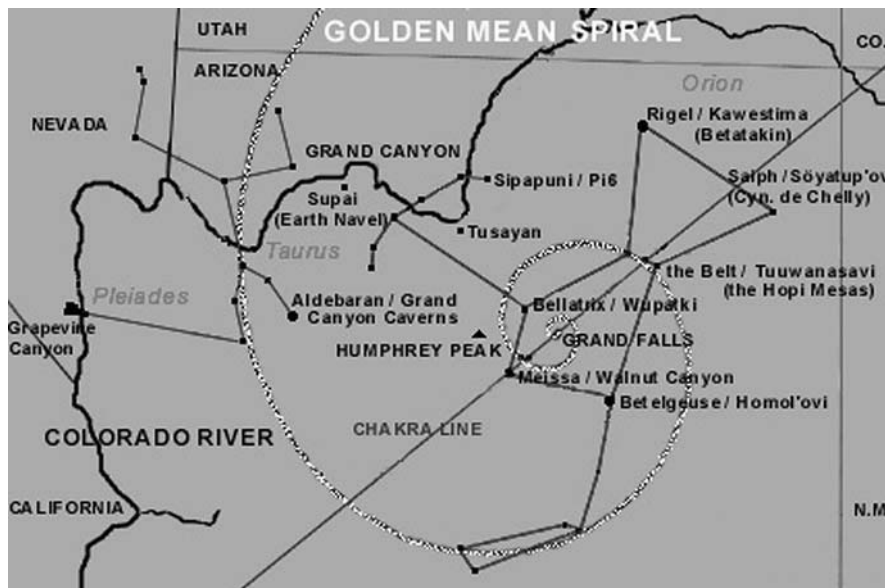 UTAH
GOLDEN MEAN SPIRAL
CO.
ARIZONA
Orion
NEVADA
Rigel / Kawestima
(Betatakin)
GRAND CANYON
Sipapuni / Pi6
Saiph / Söyatup'ov
(Cyn. de Chelly)
Supai
(Earth Navel)
Tusayan
Taurus
the Belt / Tuuwanasavi
(the Hopi Mesas)
Pleiades
Aldebaran / Grand
Canyon Caverns
Bellatrix / Wupatki
Grapevine
Canyon
HUMPHREY PEAK
GRAND FALLS
Meissa / Walnut Canyon
Betelgeuse / Homol'ovi
CHAKRA LINE
COLORADO RIVER
CALIFORNIA
N.M